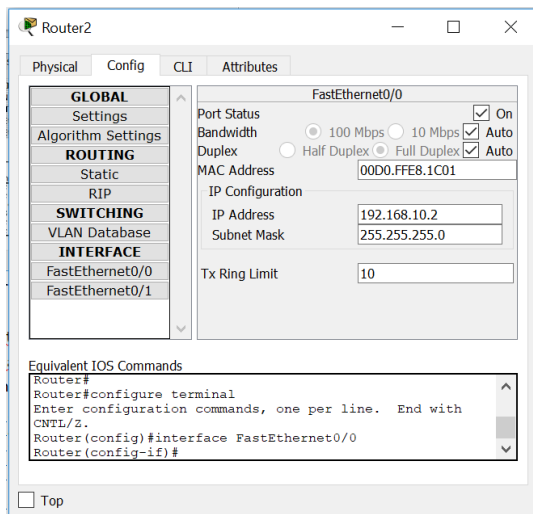 Router2
Physical Config CLI Attributes
GLOBAL
Settings
Algorithm Settings
ROUTING
Static
RIP
SWITCHING
VLAN Database
INTERFACE
FastEthernet0/0
FastEthernet0/1
FastEthernet0/0
Port Status On
Bandwidth 100 Mbps 10 Mbps Auto
Duplex Half Duplex Full Duplex Auto
MAC Address 00D0.FFE8.1C01
IP Configuration
IP Address 192.168.10.2
Subnet Mask 255.255.255.0
Tx Ring Limit 10
Equivalent IOS Commands
Router#
Router#configure terminal
Enter configuration commands, one per line. End with
CNTL/Z.
Router(config)#interface FastEthernet0/0
Router(config-if)#
Top